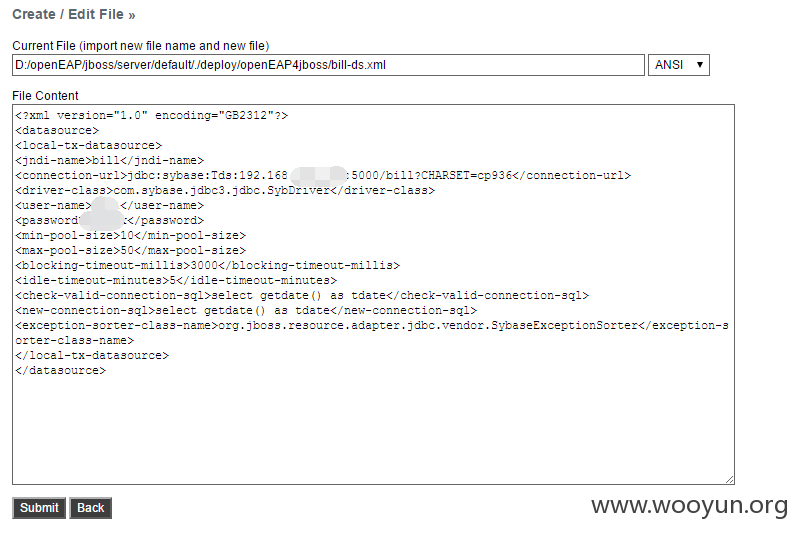 Create / Edit File »
Current File (import new file name and new file)
D:/openEAP/jboss/server/default/./deploy/openEAP4jboss/bill-ds.xml
ANSI ▼
File Content
<?xml version="1.0" encoding="GB2312"?>
<datasource>
<local-tx-datasource>
<jndi-name>bill</jndi-name>
<connection-url>jdbc:sybase:Tds:192.168 :5000/bill?CHARSET=cp936</connection-url>
<driver-class>com.sybase.jdbc3.jdbc.SybDriver</driver-class>
<user-name> </user-name>
<password </password>
<min-pool-size>10</min-pool-size>
<max-pool-size>50</max-pool-size>
<blocking-timeout-millis>3000</blocking-timeout-millis>
<idle-timeout-minutes>5</idle-timeout-minutes>
<check-valid-connection-sql>select getdate() as tdate</check-valid-connection-sql>
<new-connection-sql>select getdate() as tdate</new-connection-sql>
<exception-sorter-class-name>org.jboss.resource.adapter.jdbc.vendor.SybaseExceptionSorter</exception-s
orter-class-name>
</local-tx-datasource>
</datasource>
Submit Back
www.wooyun.org